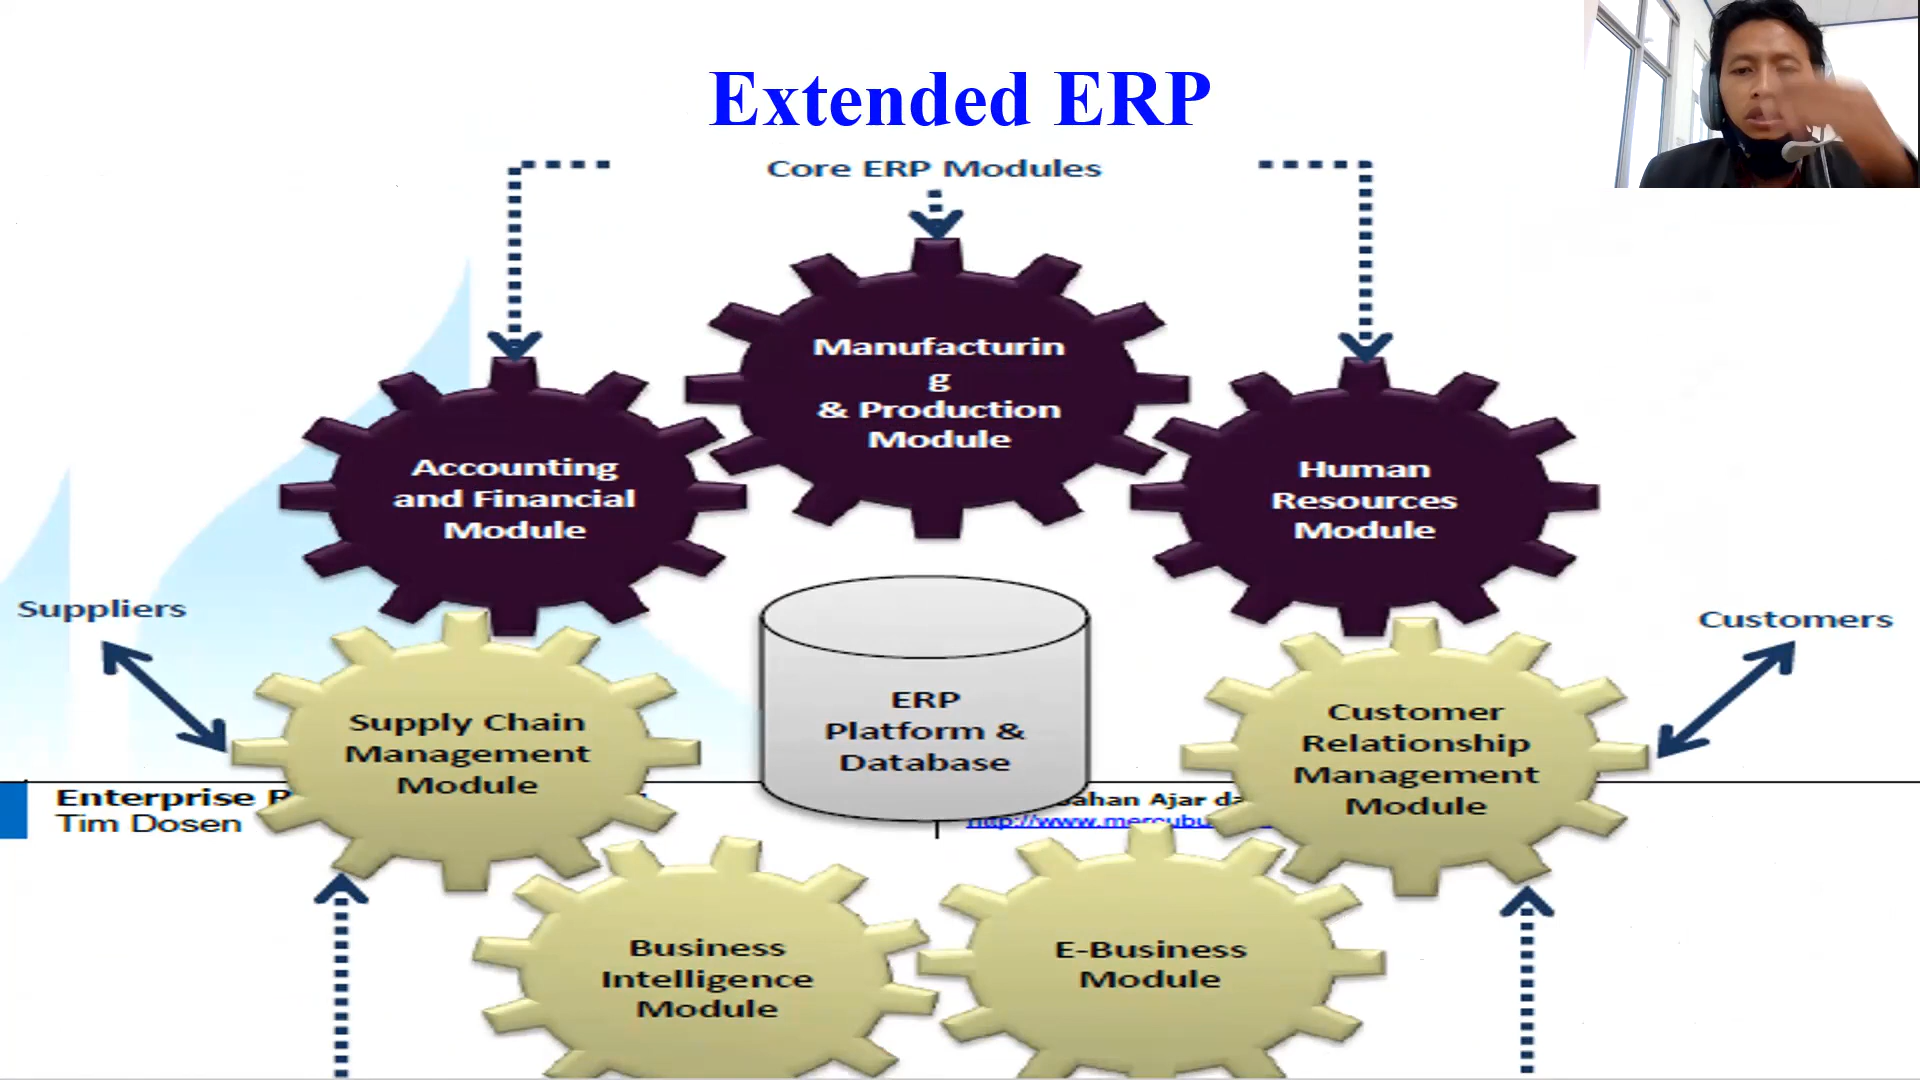 Extended ERP
Core ERP Modules
Manufacturin
g
& Production
Module
Accounting
and Financial
Module
Human
Resources
Module
Suppliers
Customers
Supply Chain
Management
Module
ERP
Platform &
Database
Customer
Relationship
Management
Module
Enterprise
Tim Dosen
Ajar
Business
Intelligence
Module
E-Business
Module